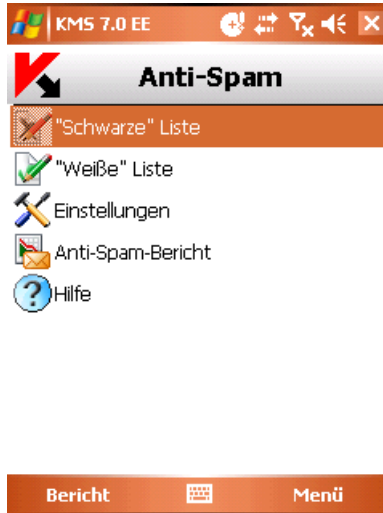 KMS 7.0 EE
Anti-Spam
"Schwarze" Liste
"Weiße" Liste
Einstellungen
Anti-Spam-Bericht
Hilfe
Bericht Menü